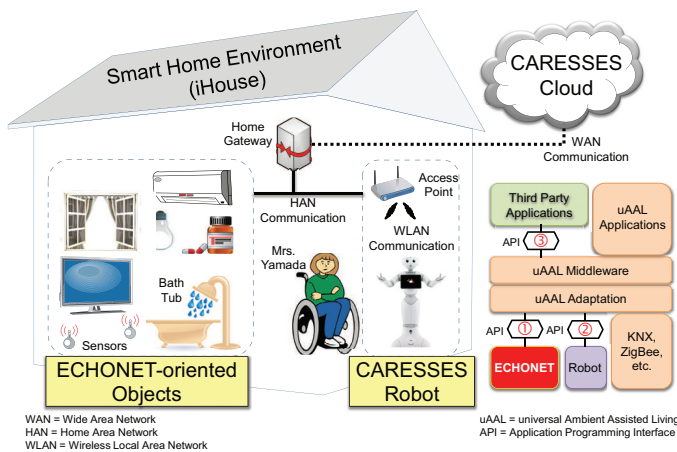 Smart Home Environment
(iHouse)
CARESSES
Cloud
Home
Gateway
WAN
Communication
HAN
Communication
Access
Point
WLAN
Communication
Mrs.
Yamada
Bath
Tub
Sensors
ECHONET-oriented
Objects
CARESSES
Robot
Third Party
Applications
uAAL
Applications
API
③
uAAL Middleware
uAAL Adaptation
API
①
API
②
KNX,
ZigBee,
etc.
ECHONET
Robot
WAN = Wide Area Network
HAN = Home Area Network
WLAN = Wireless Local Area Network
uAAL = universal Ambient Assisted Living
API = Application Programming Interface